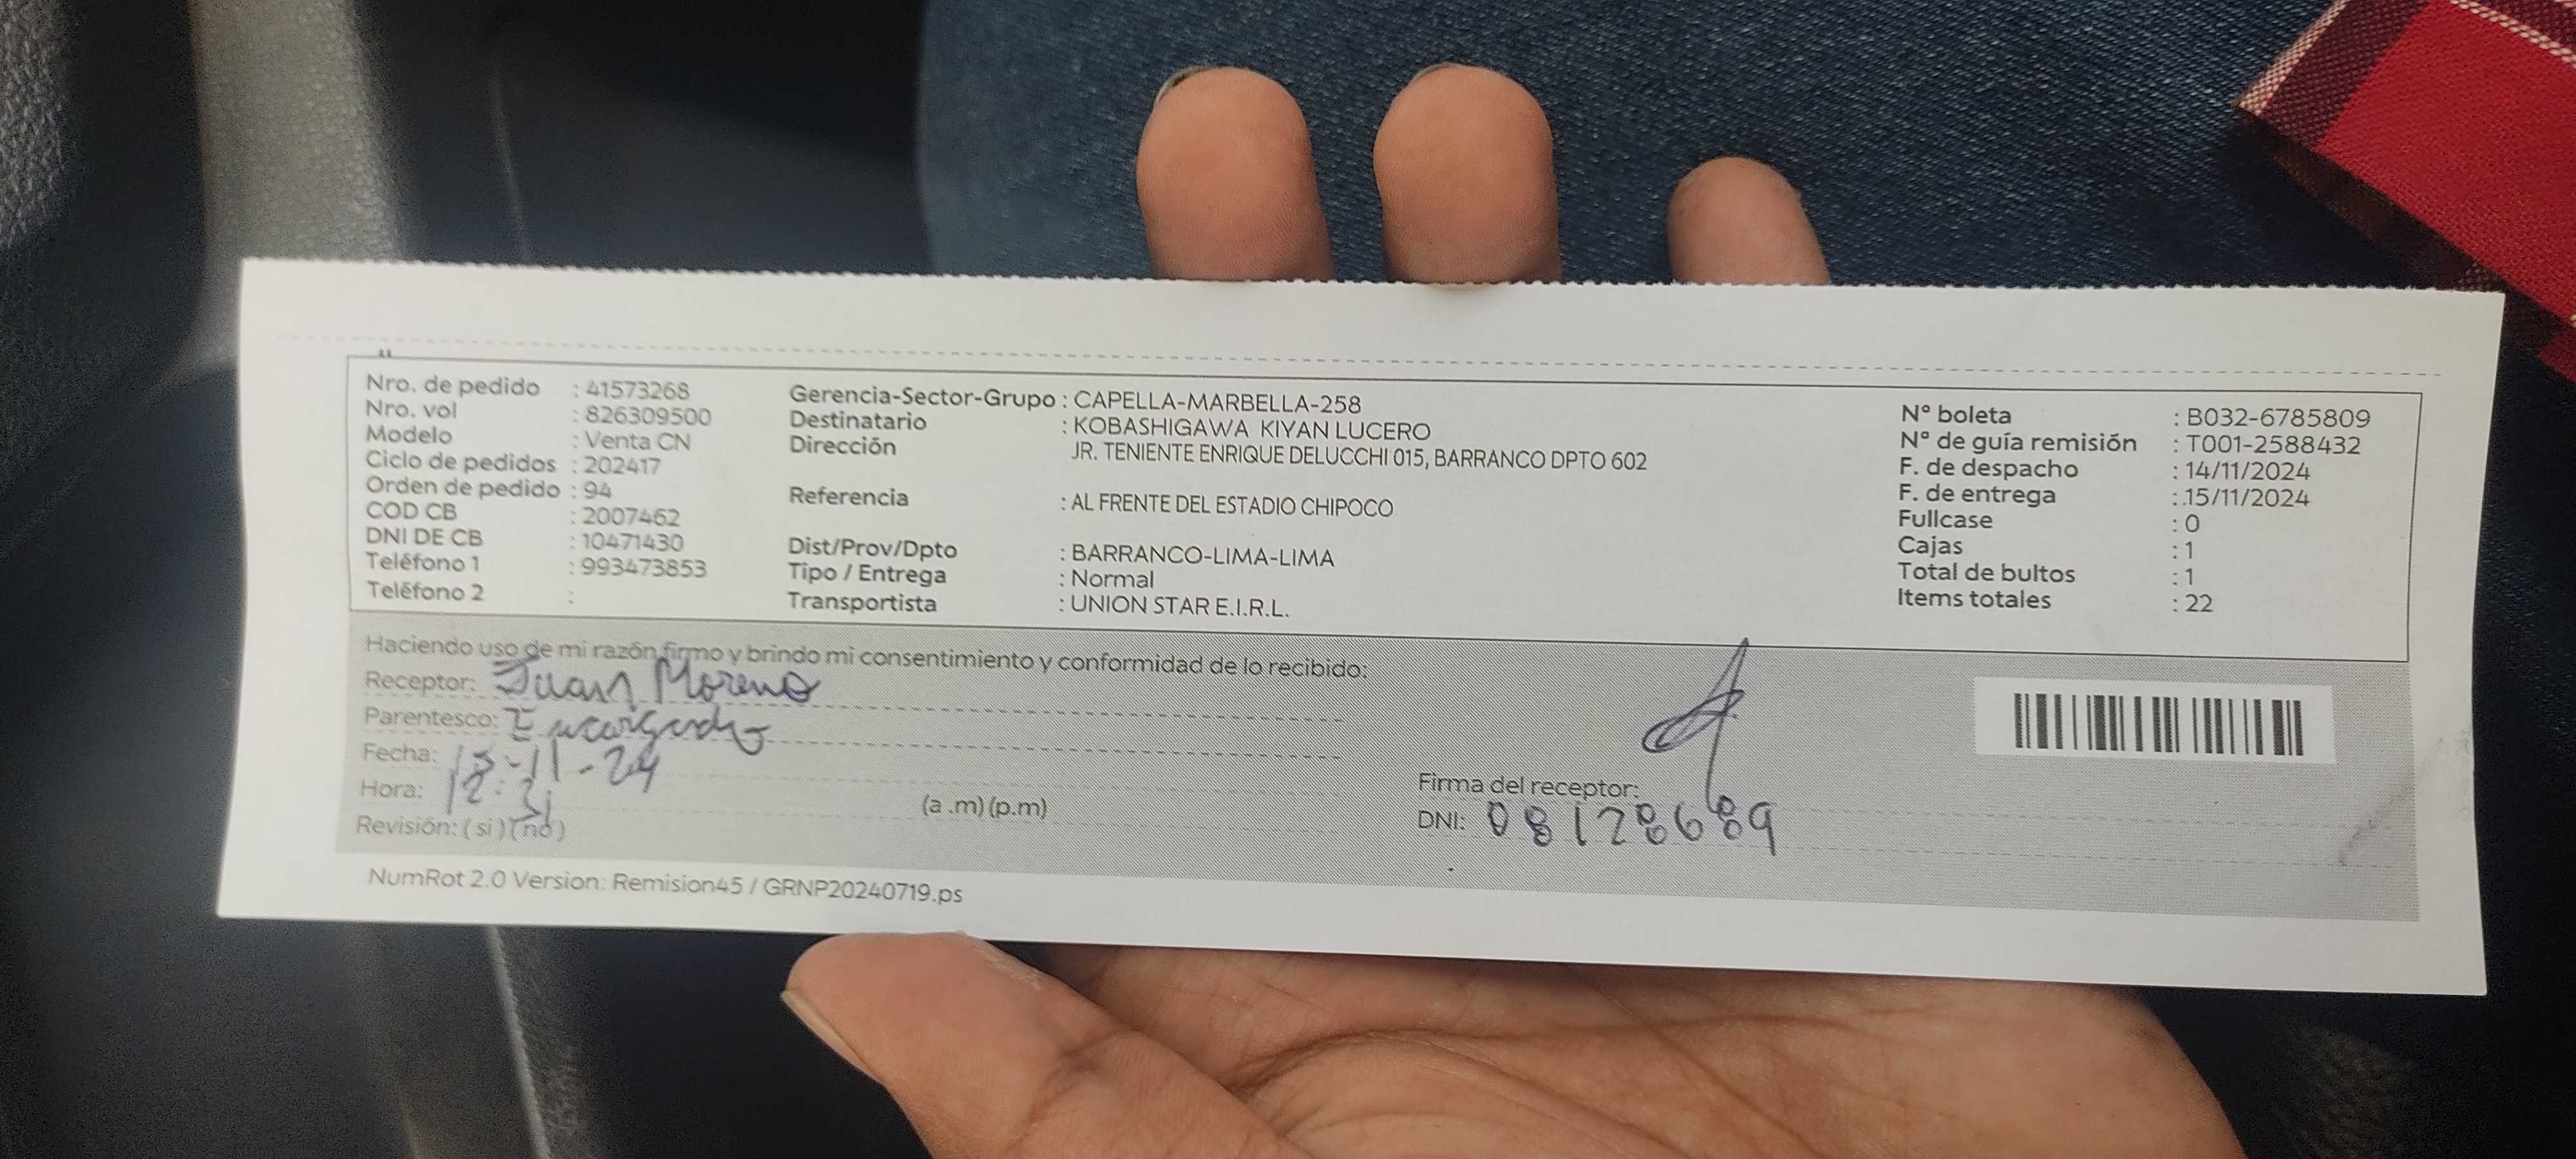 Nro. de pedido : 41573268
Nro. vol : 826309500
Modelo : Venta CN
Ciclo de pedidos : 202417
Orden de pedido : 94
COD CB : 2007462
DNI DE CB : 10471430
Teléfono 1 : 993473853
Teléfono 2 :
Gerencia-Sector-Grupo : CAPELLA-MARBELLA-258
Destinatario : KOBASHIGAWA KIYAN LUCERO
Dirección JR. TENIENTE ENRIQUE DELUCCHI 015, BARRANCO DPTO 602
Referencia : AL FRENTE DEL ESTADIO CHIPOCO
Dist/Prov/Dpto : BARRANCO-LIMA-LIMA
Tipo / Entrega : Normal
Transportista : UNION STAR E.I.R.L.
N° boleta : B032-6785809
N° de guía remisión : T001-2588432
F. de despacho : 14/11/2024
F. de entrega : 15/11/2024
Fullcase : 0
Cajas : 1
Total de bultos : 1
Items totales : 22
Haciendo uso de mi razón firmo y brindo mi consentimiento y conformidad de lo recibido:
Receptor: Juan Moreno
Parentesco: Encargado
Fecha: 15-11-24
Hora: 12:31 (a .m) (p.m)
Revisión: ( si ) ( no )
Firma del receptor:
DNI: 08128689
NumRot 2.0 Version: Remision45 / GRNP20240719.ps